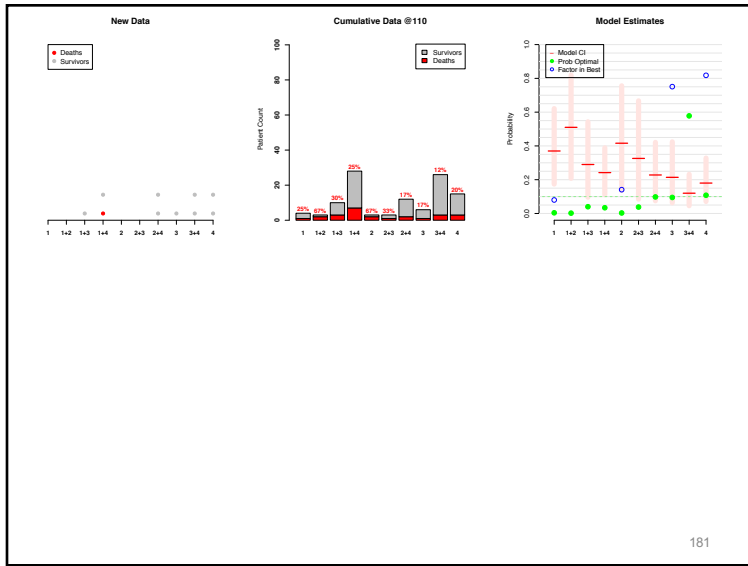 New Data
Deaths
Survivors
1 1+2 1+3 1+4 2 2+3 2+4 3 3+4 4
Cumulative Data @110
Patient Count
100
80
60
40
20
0
Survivors
Deaths
25% 67% 30% 25% 67% 33% 17% 17% 12% 20%
1 1+2 1+3 1+4 2 2+3 2+4 3 3+4 4
Model Estimates
Probability
1.0
0.8
0.6
0.4
0.2
0.0
Model CI
Prob Optimal
Factor in Best
1 1+2 1+3 1+4 2 2+3 2+4 3 3+4 4
181